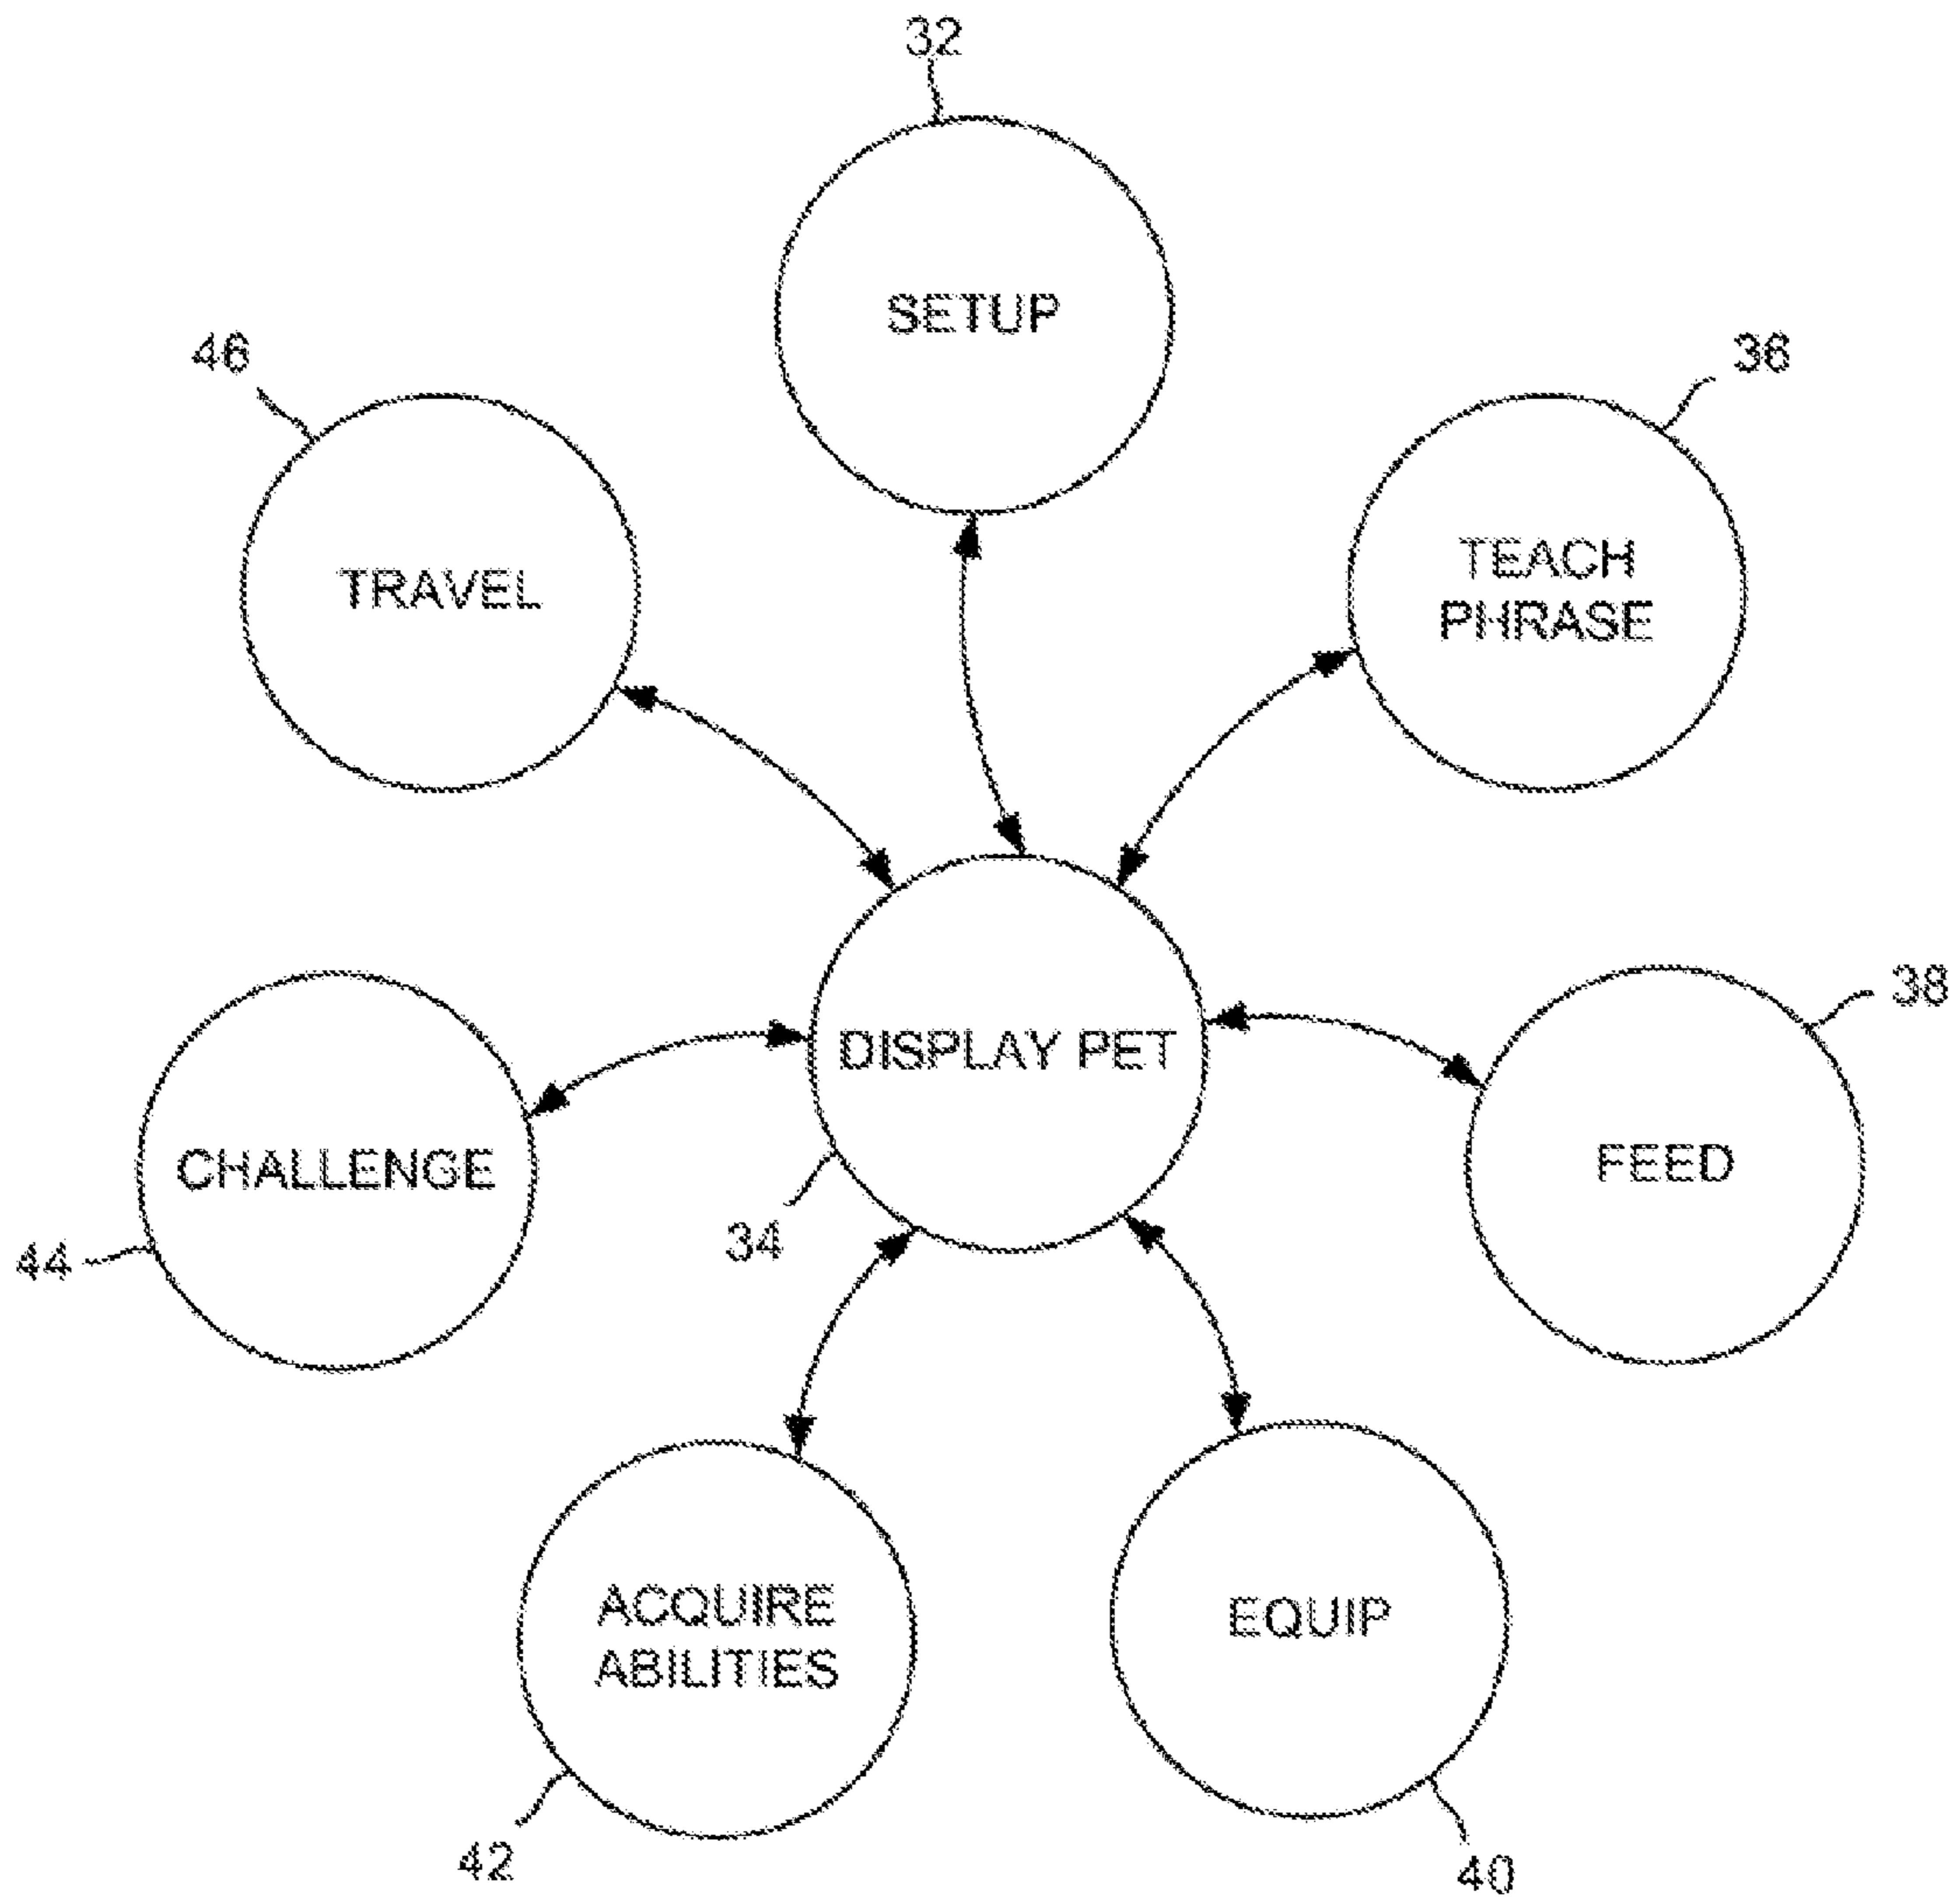 32
SETUP
46
36
TRAVEL
TEACH
PHRASE
38
DISPLAY PET
CHALLENGE
FEED
34
44
ACQUIRE
ABILITIES
EQUIP
42
40